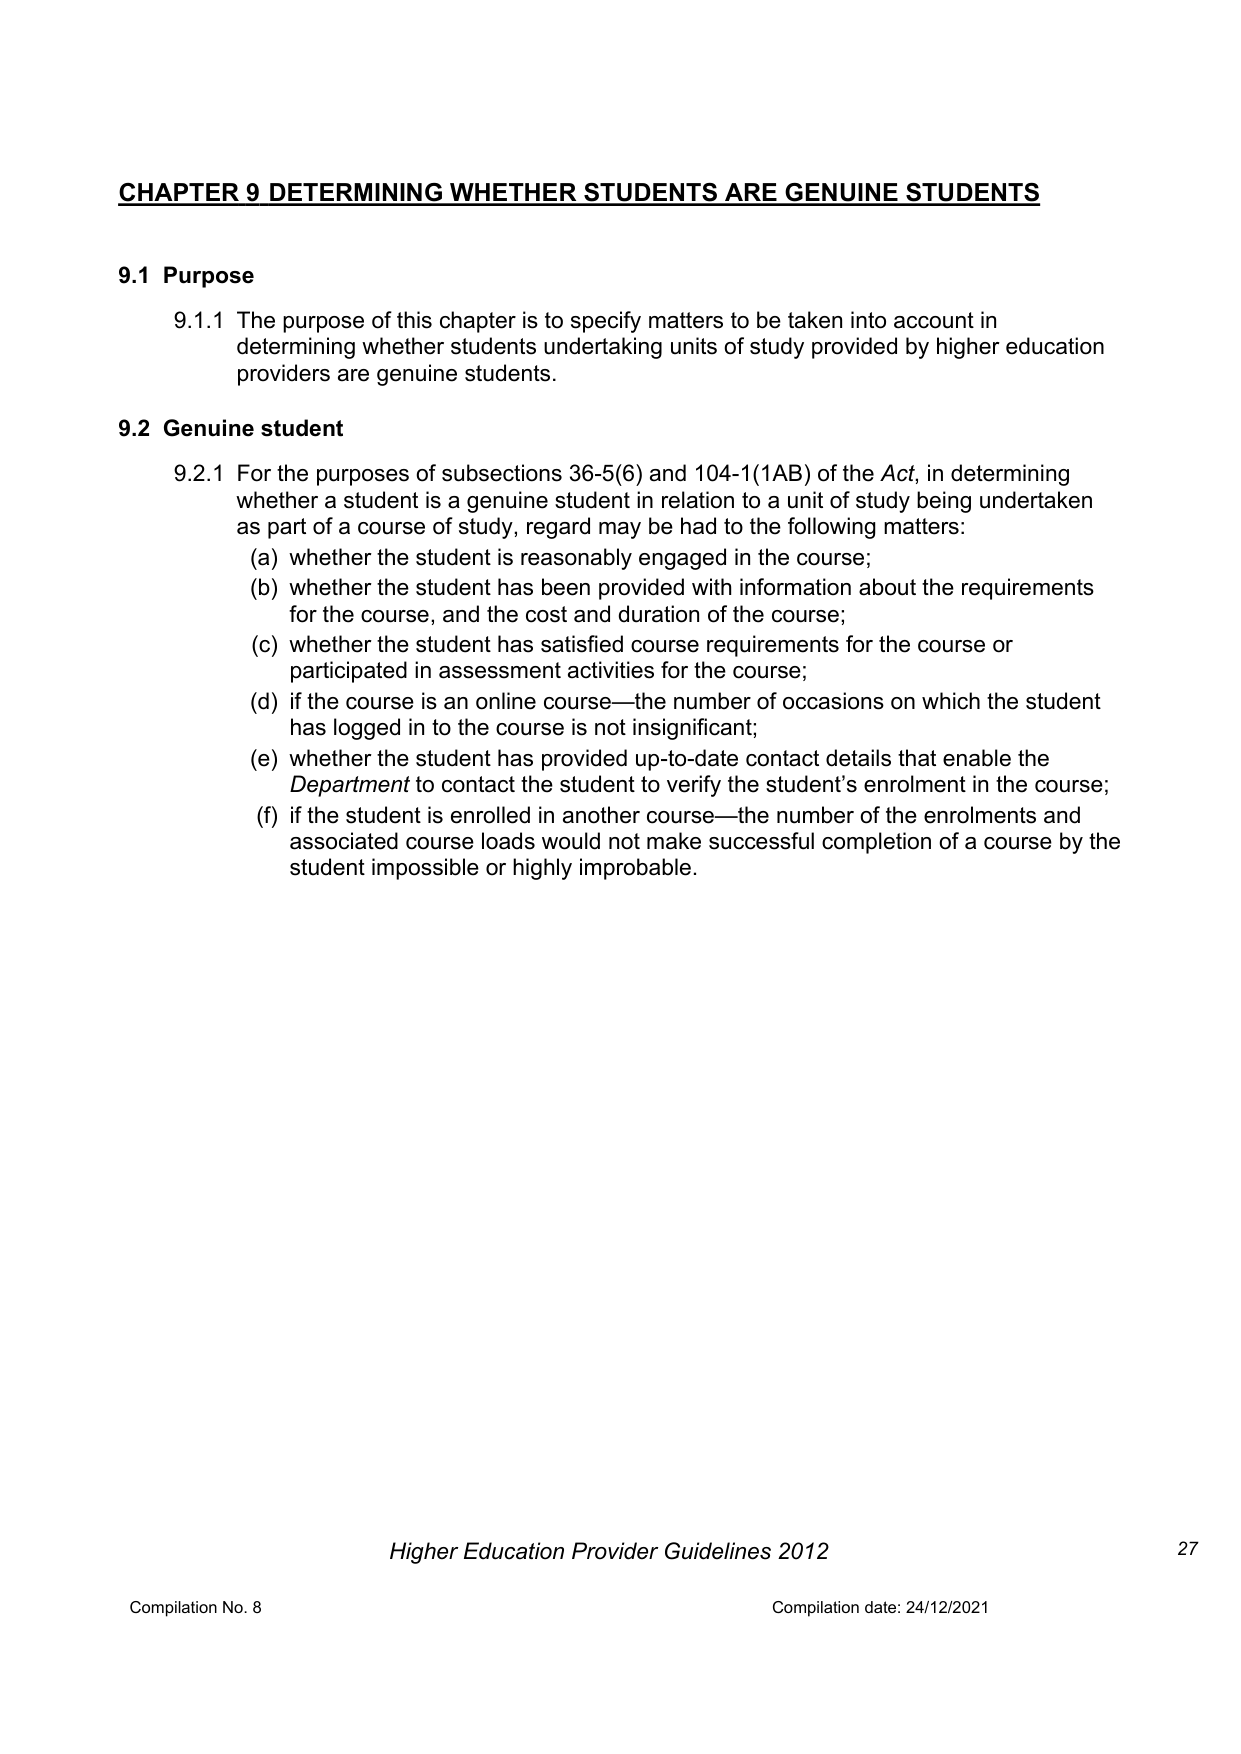 CHAPTER 9 DETERMINING WHETHER STUDENTS ARE GENUINE STUDENTS
9.1 Purpose
9.1.1 The purpose of this chapter is to specify matters to be taken into account in
determining whether students undertaking units of study provided by higher education
providers are genuine students.
9.2 Genuine student
9.2.1 For the purposes of subsections 36-5(6) and 104-1(1AB) of the Act, in determining
whether a student is a genuine student in relation to a unit of study being undertaken
as part of a course of study, regard may be had to the following matters:
(a) whether the student is reasonably engaged in the course;
(b) whether the student has been provided with information about the requirements
for the course, and the cost and duration of the course;
(c) whether the student has satisfied course requirements for the course or
participated in assessment activities for the course;
(d) if the course is an online course—the number of occasions on which the student
has logged in to the course is not insignificant;
(e) whether the student has provided up-to-date contact details that enable the
Department to contact the student to verify the student’s enrolment in the course;
(f) if the student is enrolled in another course—the number of the enrolments and
associated course loads would not make successful completion of a course by the
student impossible or highly improbable.
Higher Education Provider Guidelines 2012 27
Compilation No. 8 Compilation date: 24/12/2021